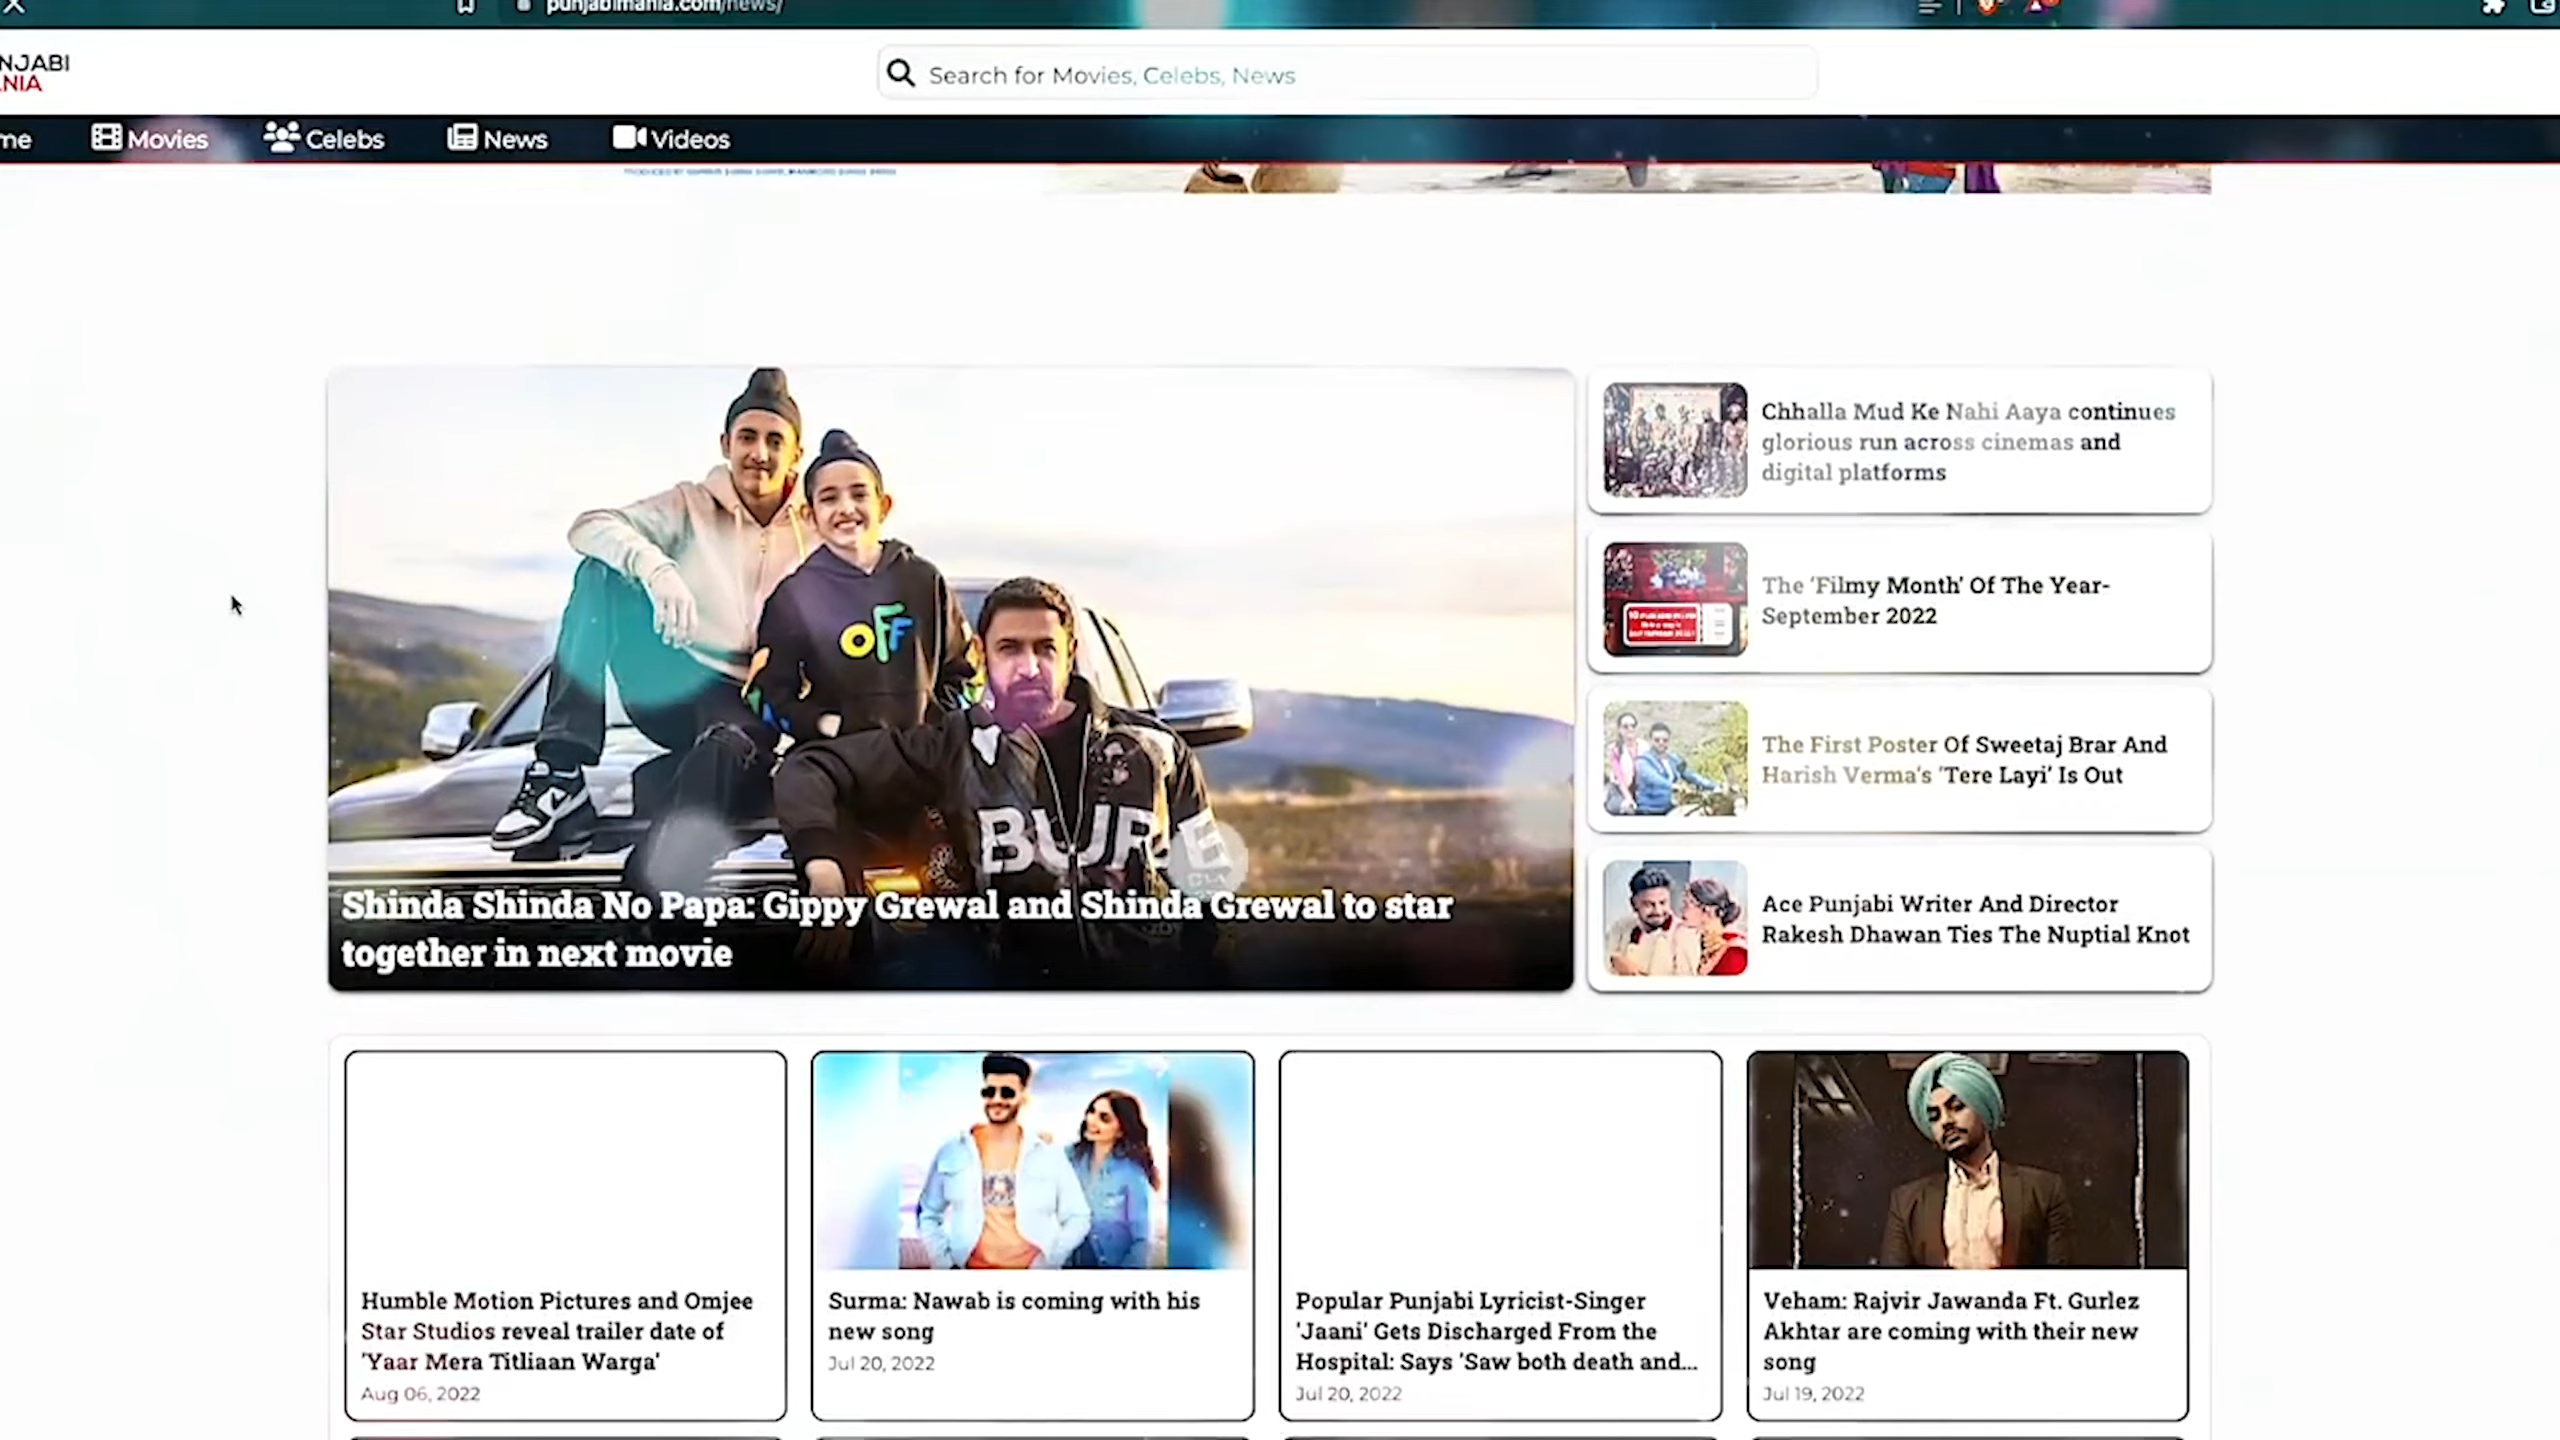 punjabimania.com/news/
NJABI
NIA
Search for Movies, Celebs, News
me
Movies
Celebs
News
Videos
OFF
BURB
Shinda Shinda No Papa: Gippy Grewal and Shinda Grewal to star
together in next movie
Chhalla Mud Ke Nahi Aaya continues
glorious run across cinemas and
digital platforms
The 'Filmy Month' Of The Year-
September 2022
The First Poster Of Sweetaj Brar And
Harish Verma's 'Tere Layi' Is Out
Ace Punjabi Writer And Director
Rakesh Dhawan Ties The Nuptial Knot
Humble Motion Pictures and Omjee
Star Studios reveal trailer date of
'Yaar Mera Titliaan Warga'
Aug 06, 2022
Surma: Nawab is coming with his
new song
Jul 20, 2022
Popular Punjabi Lyricist-Singer
'Jaani' Gets Discharged From the
Hospital: Says 'Saw both death and...
Jul 20, 2022
Veham: Rajvir Jawanda Ft. Gurlez
Akhtar are coming with their new
song
Jul 19, 2022